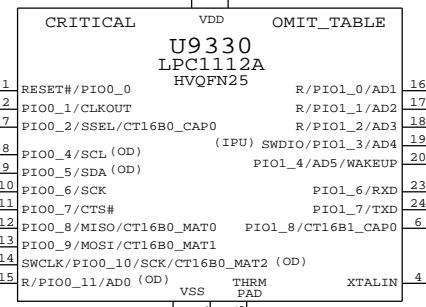 CRITICAL VDD OMIT_TABLE
U9330
LPC1112A
HVQFN25
1 RESET#/PIO0_0 R/PIO1_0/AD1 16
2 PIO0_1/CLKOUT R/PIO1_1/AD2 17
7 PIO0_2/SSEL/CT16B0_CAP0 R/PIO1_2/AD3 18
(IPU) SWDIO/PIO1_3/AD4 19
8 PIO0_4/SCL (OD) PIO1_4/AD5/WAKEUP 20
9 PIO0_5/SDA (OD)
10 PIO0_6/SCK PIO1_6/RXD 23
11 PIO0_7/CTS# PIO1_7/TXD 24
12 PIO0_8/MISO/CT16B0_MAT0 PIO1_8/CT16B1_CAP0 6
13 PIO0_9/MOSI/CT16B0_MAT1
14 SWCLK/PIO0_10/SCK/CT16B0_MAT2 (OD)
15 R/PIO0_11/AD0 (OD) XTALIN 4
VSS THRM
PAD